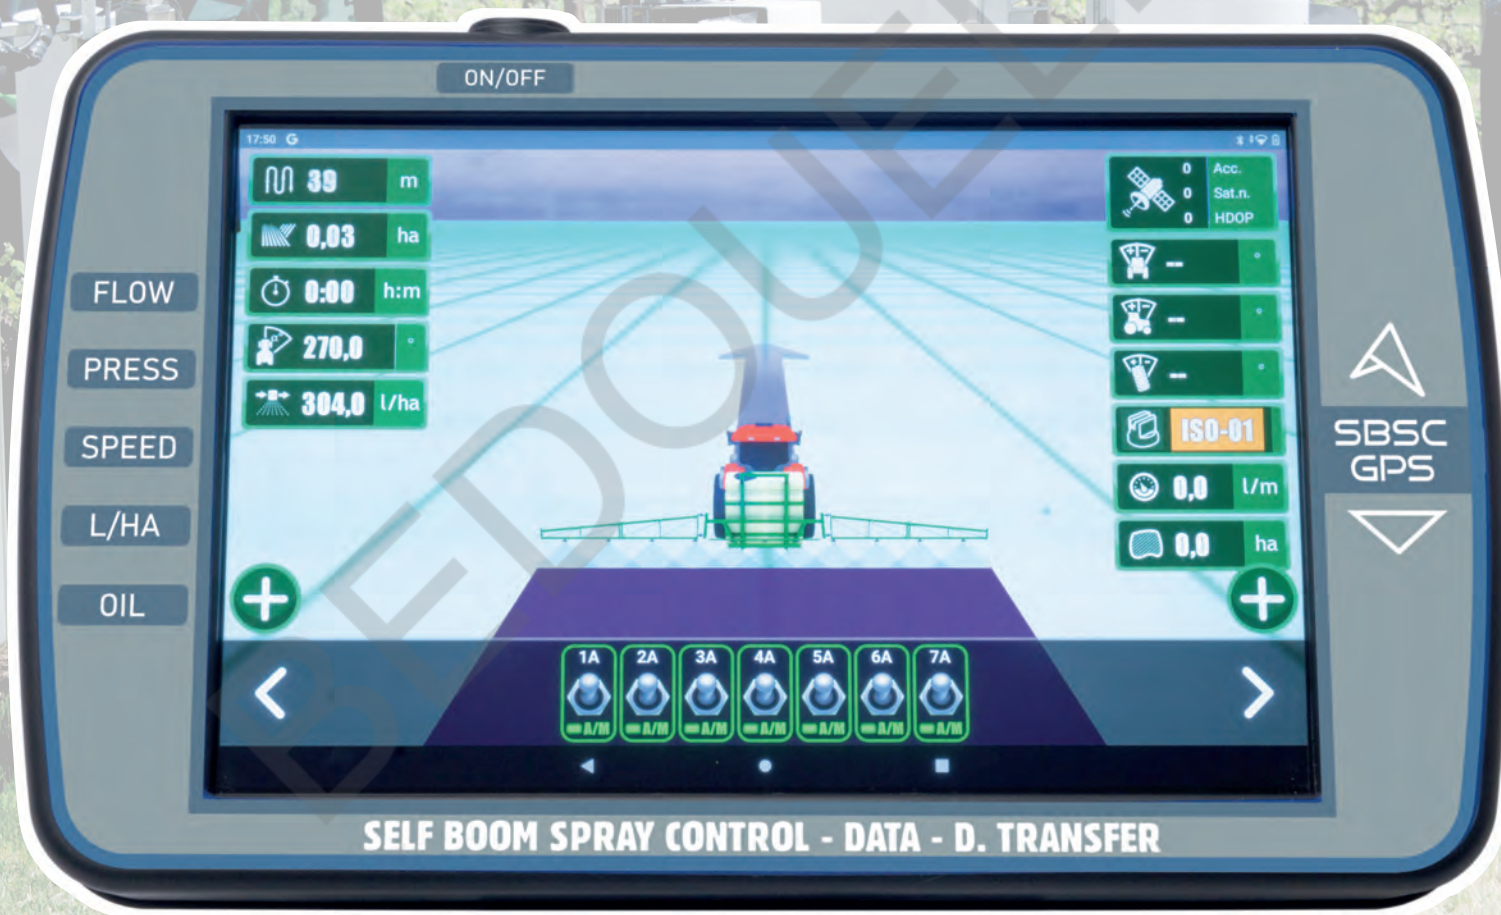 ON/OFF
17:50 G
39 m
0,03 ha
0:00 h:m
270,0 °
304,0 l/ha
0 Acc.
0 Sat.n.
0 HDOP
-- °
-- °
-- °
ISO-01
0,0 l/m
0,0 ha
FLOW
PRESS
SPEED
L/HA
OIL
SBSC
GPS
1A 2A 3A 4A 5A 6A 7A
A/M A/M A/M A/M A/M A/M A/M
SELF BOOM SPRAY CONTROL - DATA - D. TRANSFER
BEDOUEL